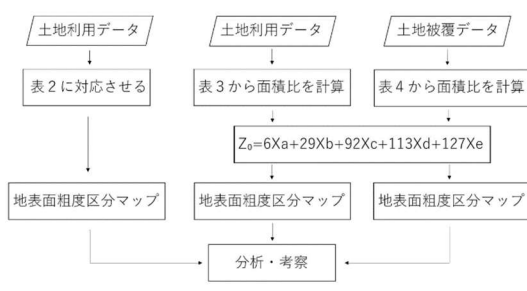 土地利用データ
土地利用データ
土地被覆データ
表２に対応させる
表３から面積比を計算
表４から面積比を計算
Z₀=6Xa+29Xb+92Xc+113Xd+127Xe
地表面粗度区分マップ
地表面粗度区分マップ
地表面粗度区分マップ
分析・考察